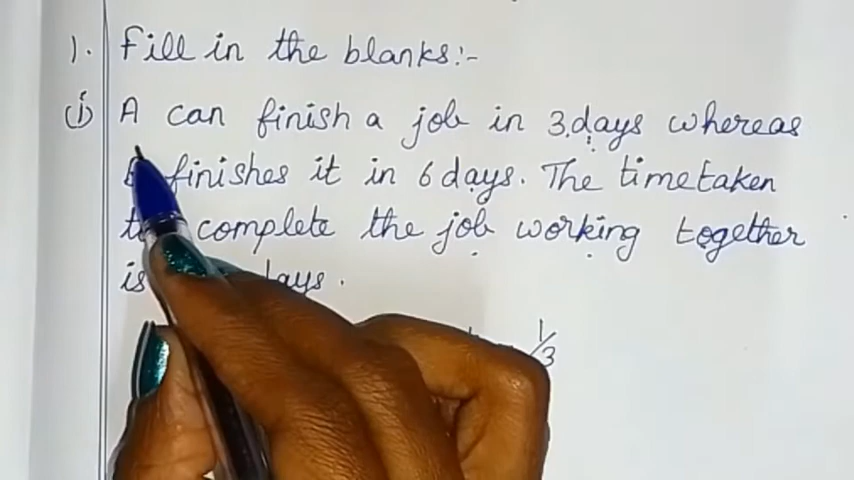 1. Fill in the blanks:-
(i) A can finish a job in 3 days whereas
finishes it in 6 days. The time taken
complete the job working together
is days.
1/3